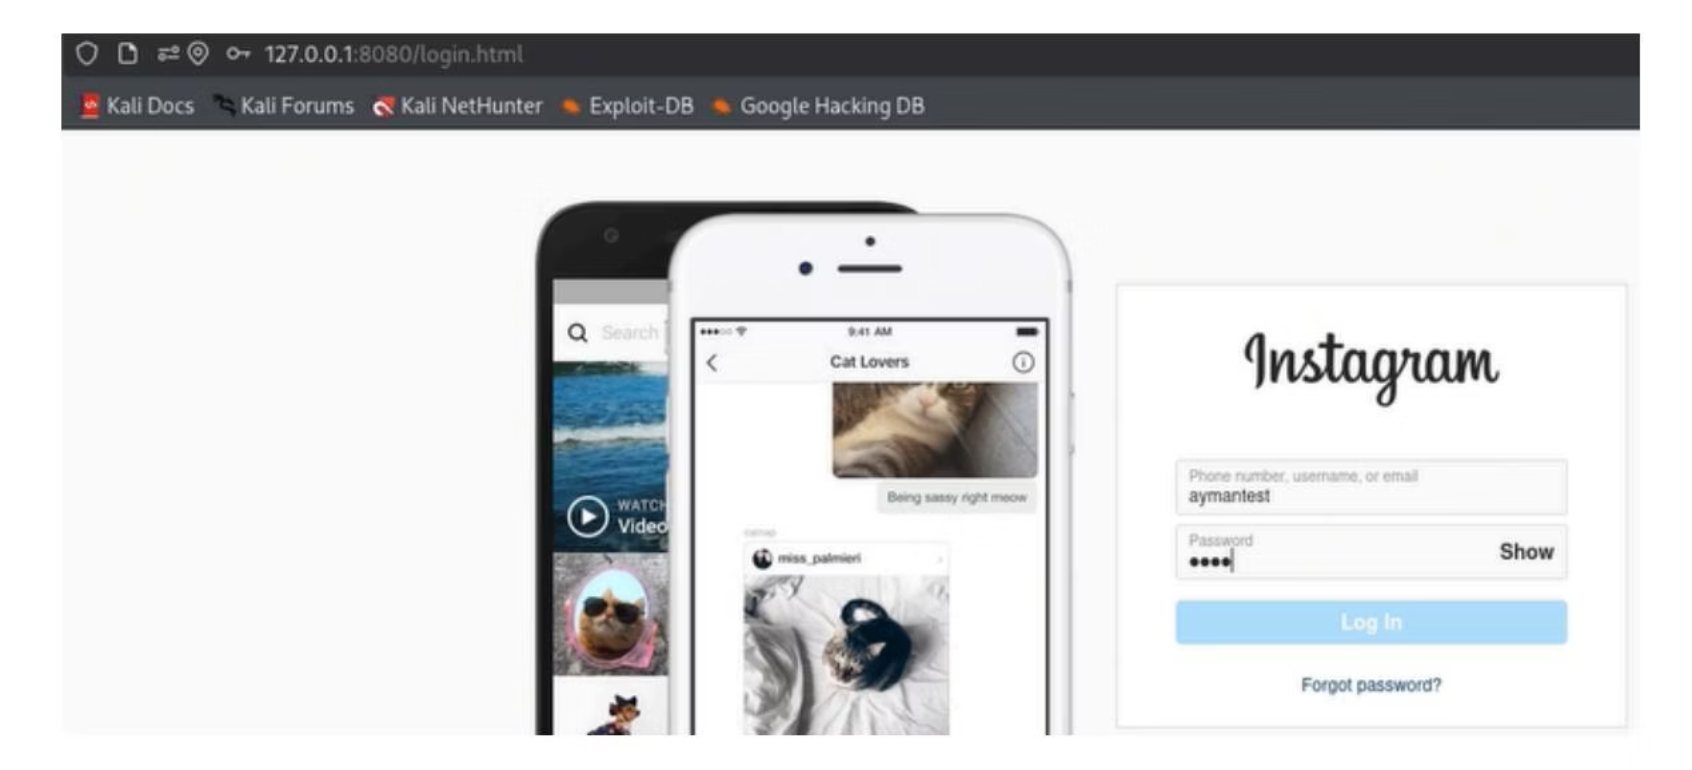 127.0.0.1:8080/login.html
Kali Docs Kali Forums Kali NetHunter Exploit-DB Google Hacking DB
Search
9:41 AM
Cat Lovers
Being sassy right meow
WATCH
Video
miss_palmieri
Instagram
Phone number, username, or email
aymantest
Password
••••
Show
Log In
Forgot password?